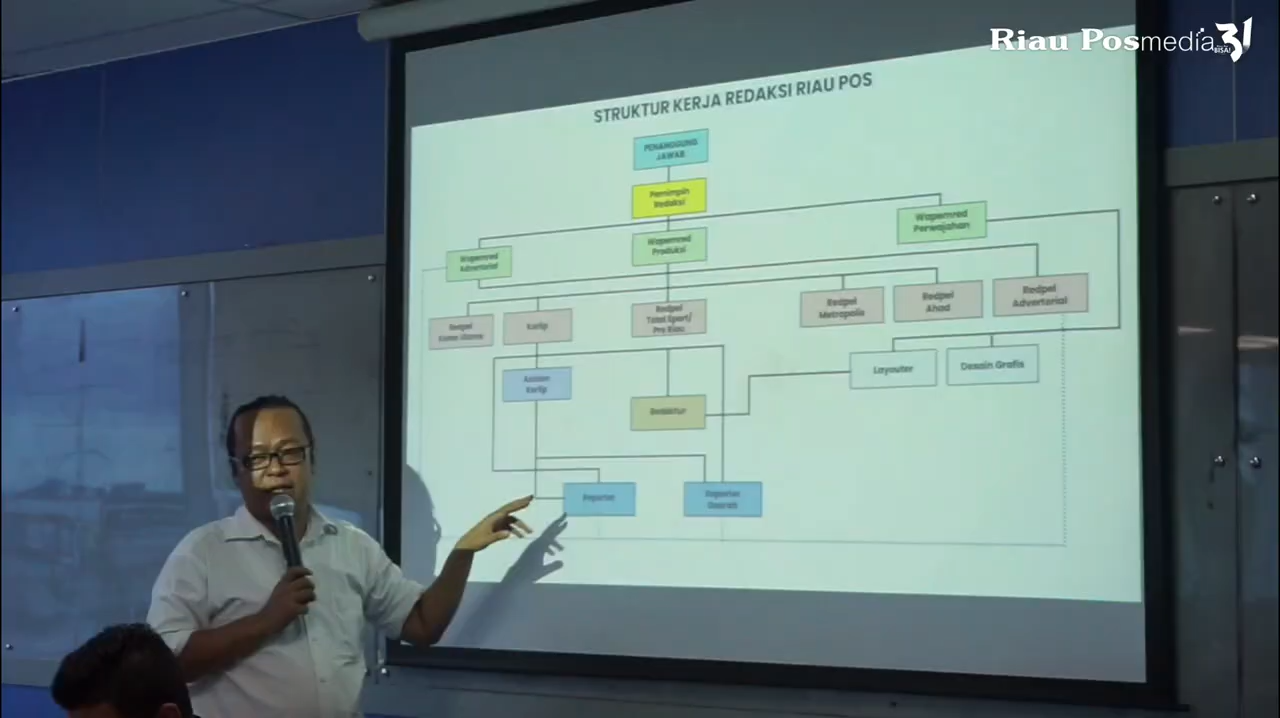 Riau Posmedia 31
BISA!
STRUKTUR KERJA REDAKSI RIAU POS
PENANGGUNG
JAWAB
Pemimpin
Redaksi
Wapemred
Advertorial
Wapemred
Produksi
Wapemred
Perwajahan
Redpel
Korlip
Redpel
Total Sport/
Pro Riau
Redpel
Metropolis
Redpel
Ahad
Redpel
Advertorial
Asisten
Korlip
Redaktur
Layouter
Desain Grafis
Reporter
Reporter
Daerah